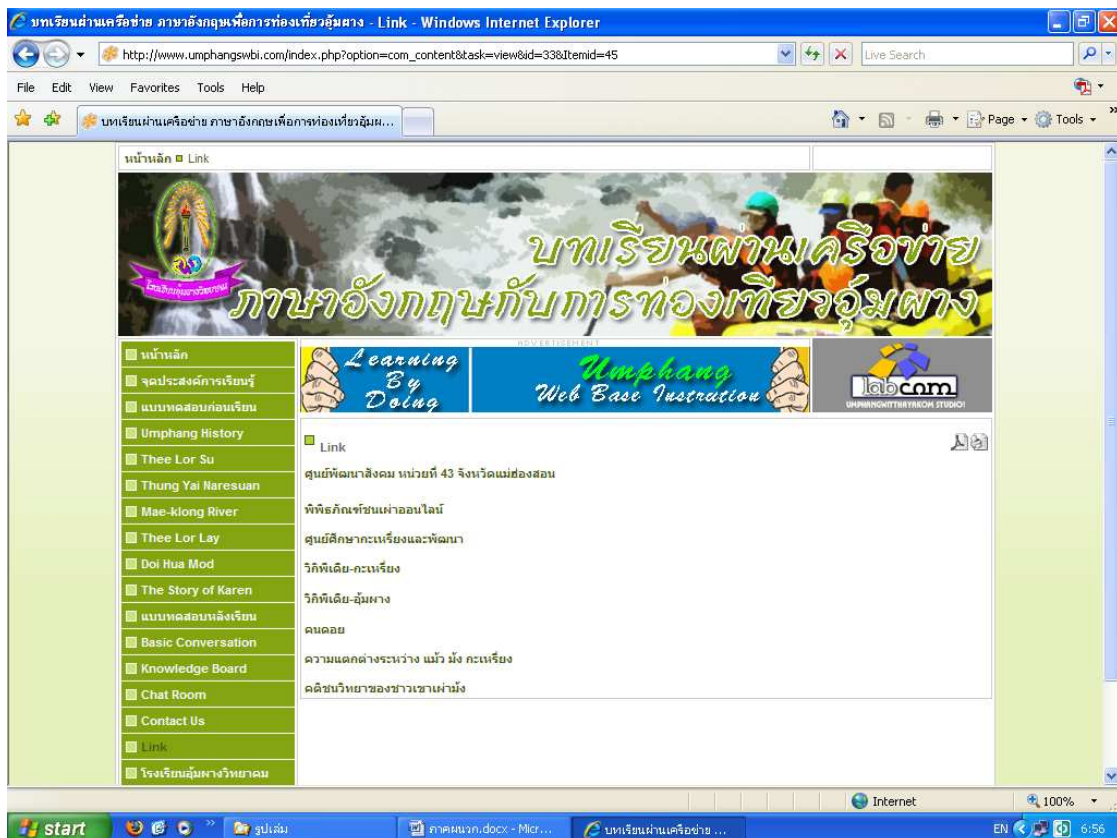 บทเรียนผ่านเครือข่าย ภาษาอังกฤษเพื่อการท่องเที่ยวอุ้มผาง - Link - Windows Internet Explorer
http://www.umphangswbi.com/index.php?option=com_content&task=view&id=33&Itemid=45
Live Search
File Edit View Favorites Tools Help
บทเรียนผ่านเครือข่าย ภาษาอังกฤษเพื่อการท่องเที่ยวอุ้มผ...
Page Tools
หน้าหลัก Link
บทเรียนผ่านเครือข่าย
ภาษาอังกฤษกับการท่องเที่ยวอุ้มผาง
โรงเรียนอุ้มผางวิทยาคม
ADVERTISEMENT
Learning
By
Doing
Umphang
Web Base Instrution
labcom
UMPHANGWITTHAYAKOM STUDIO!
หน้าหลัก
จุดประสงค์การเรียนรู้
แบบทดสอบก่อนเรียน
Umphang History
Thee Lor Su
Thung Yai Naresuan
Mae-klong River
Thee Lor Lay
Doi Hua Mod
The Story of Karen
แบบทดสอบหลังเรียน
Basic Conversation
Knowledge Board
Chat Room
Contact Us
Link
โรงเรียนอุ้มผางวิทยาคม
Link
ศูนย์พัฒนาสังคม หน่วยที่ 43 จังหวัดแม่ฮ่องสอน
พิพิธภัณฑ์ชนเผ่าออนไลน์
ศูนย์ศึกษากะเหรี่ยงและพัฒนา
วิกิพีเดีย-กะเหรี่ยง
วิกิพีเดีย-อุ้มผาง
คนดอย
ความแตกต่างระหว่าง แม้ว ม้ง กะเหรี่ยง
คติชนวิทยาของชาวเขาเผ่าม้ง
Internet
100%
start
รูปเล่ม
ภาคผนวก.docx - Micr...
บทเรียนผ่านเครือข่าย ...
EN
6:56